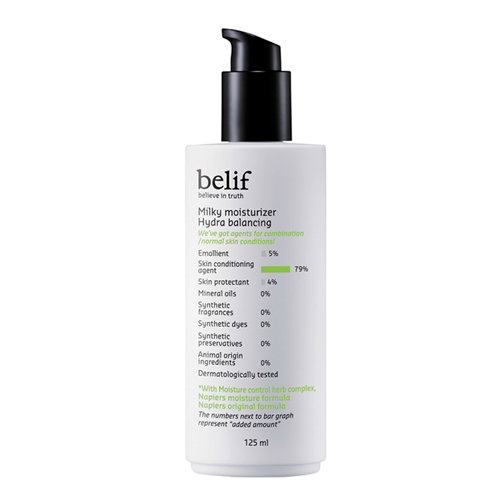 belif
believe in truth
Milky moisturizer
Hydra balancing
We've got agents for combination
/normal skin conditions!
Emollient 5%
Skin conditioning
agent 79%
Skin protectant 4%
Mineral oils 0%
Synthetic
fragrances 0%
Synthetic dyes 0%
Synthetic
preservatives 0%
Animal origin
ingredients 0%
Dermatologically tested
*With Moisture control herb complex,
Napiers moisture formula
Napiers original formula
The numbers next to bar graph
represent "added amount"
125 ml